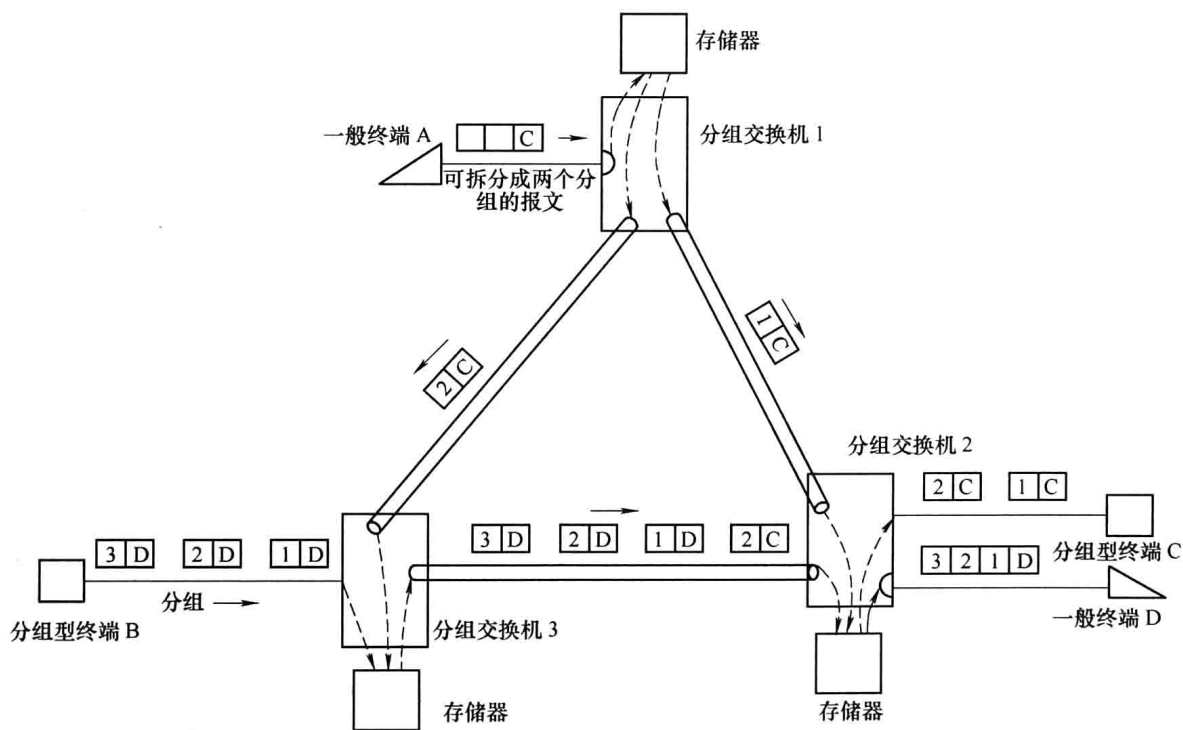 存储器
一般终端 A
C
分组交换机 1
可拆分成两个分
组的报文
1 C
2 C
分组交换机 2
2 C 1 C
分组型终端 C
3 D 2 D 1 D
3 D 2 D 1 D 2 C
3 2 1 D
分组
一般终端 D
分组型终端 B
分组交换机 3
存储器
存储器